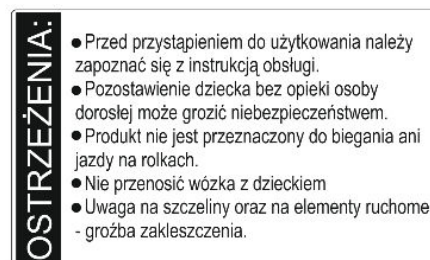 OSTRZEŻENIA:
● Przed przystąpieniem do użytkowania należy
zapoznać się z instrukcją obsługi.
● Pozostawienie dziecka bez opieki osoby
dorosłej może grozić niebezpieczeństwem.
● Produkt nie jest przeznaczony do biegania ani
jazdy na rolkach.
● Nie przenosić wózka z dzieckiem
● Uwaga na szczeliny oraz na elementy ruchome
- groźba zakleszczenia.